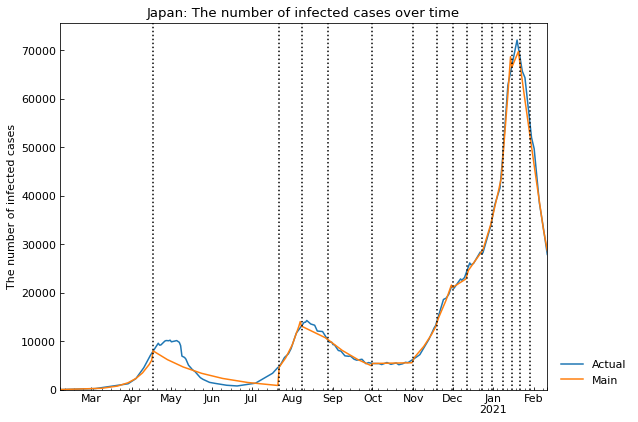 Japan: The number of infected cases over time
The number of infected cases
70000
60000
50000
40000
30000
20000
10000
0
Mar Apr May Jun Jul Aug Sep Oct Nov Dec Jan Feb
2021
Actual
Main